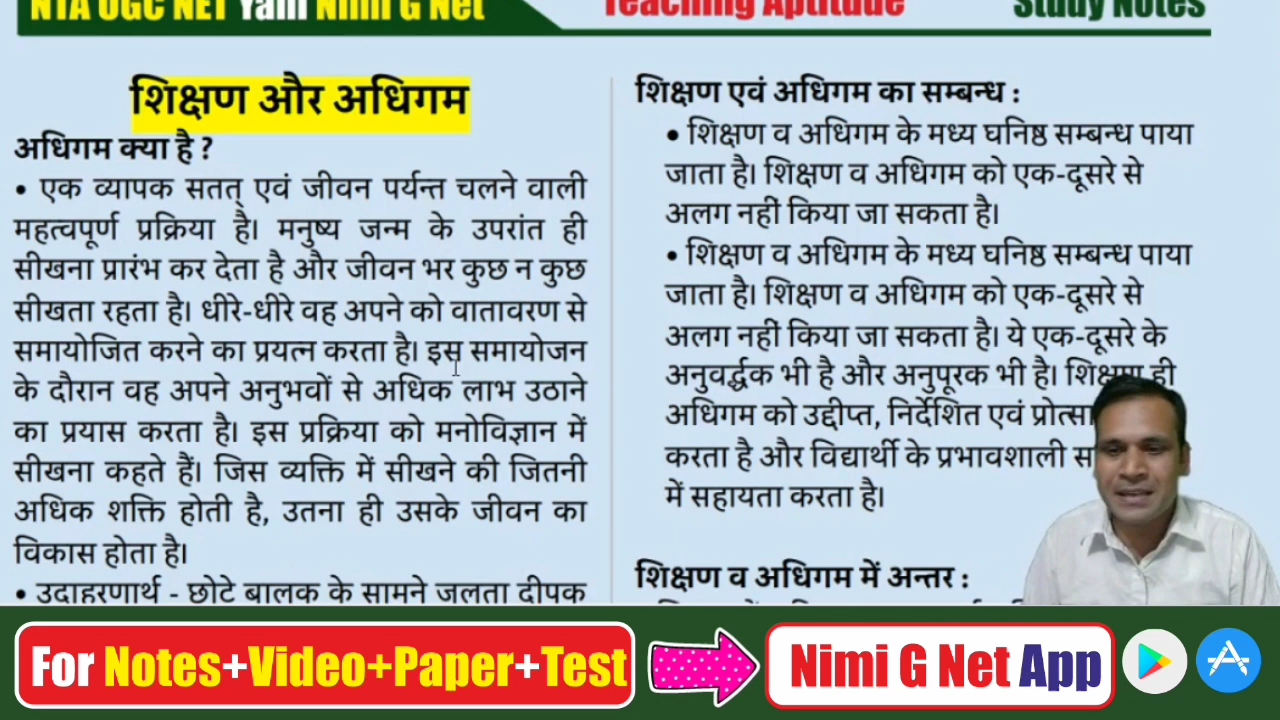 NTA UGC NET Yani Nimi G Net
Teaching Aptitude
Study Notes
शिक्षण और अधिगम
अधिगम क्या है ?
• एक व्यापक सतत् एवं जीवन पर्यन्त चलने वाली
महत्वपूर्ण प्रक्रिया है। मनुष्य जन्म के उपरांत ही
सीखना प्रारंभ कर देता है और जीवन भर कुछ न कुछ
सीखता रहता है। धीरे-धीरे वह अपने को वातावरण से
समायोजित करने का प्रयत्न करता है। इस समायोजन
के दौरान वह अपने अनुभवों से अधिक लाभ उठाने
का प्रयास करता है। इस प्रक्रिया को मनोविज्ञान में
सीखना कहते हैं। जिस व्यक्ति में सीखने की जितनी
अधिक शक्ति होती है, उतना ही उसके जीवन का
विकास होता है।
• उदाहरणार्थ - छोटे बालक के सामने जलता दीपक
शिक्षण एवं अधिगम का सम्बन्ध :
• शिक्षण व अधिगम के मध्य घनिष्ठ सम्बन्ध पाया
जाता है। शिक्षण व अधिगम को एक-दूसरे से
अलग नहीं किया जा सकता है।
• शिक्षण व अधिगम के मध्य घनिष्ठ सम्बन्ध पाया
जाता है। शिक्षण व अधिगम को एक-दूसरे से
अलग नहीं किया जा सकता है। ये एक-दूसरे के
अनुवर्द्धक भी है और अनुपूरक भी है। शिक्षण ही
अधिगम को उद्दीप्त, निर्देशित एवं
करता है और विद्यार्थी के प्रभावशाली
में सहायता करता है।
शिक्षण व अधिगम में अन्तर :
For Notes+Video+Paper+Test
Nimi G Net App